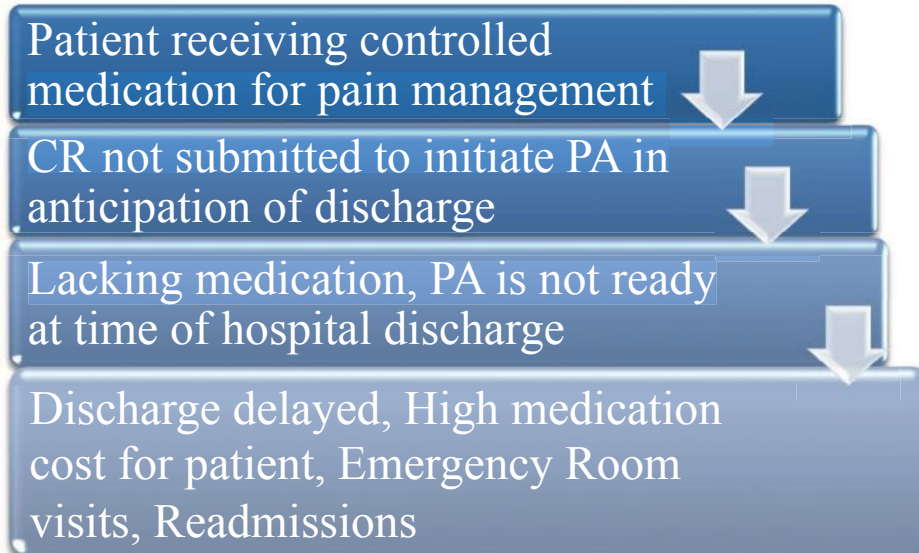 Patient receiving controlled
medication for pain management
CR not submitted to initiate PA in
anticipation of discharge
Lacking medication, PA is not ready
at time of hospital discharge
Discharge delayed, High medication
cost for patient, Emergency Room
visits, Readmissions